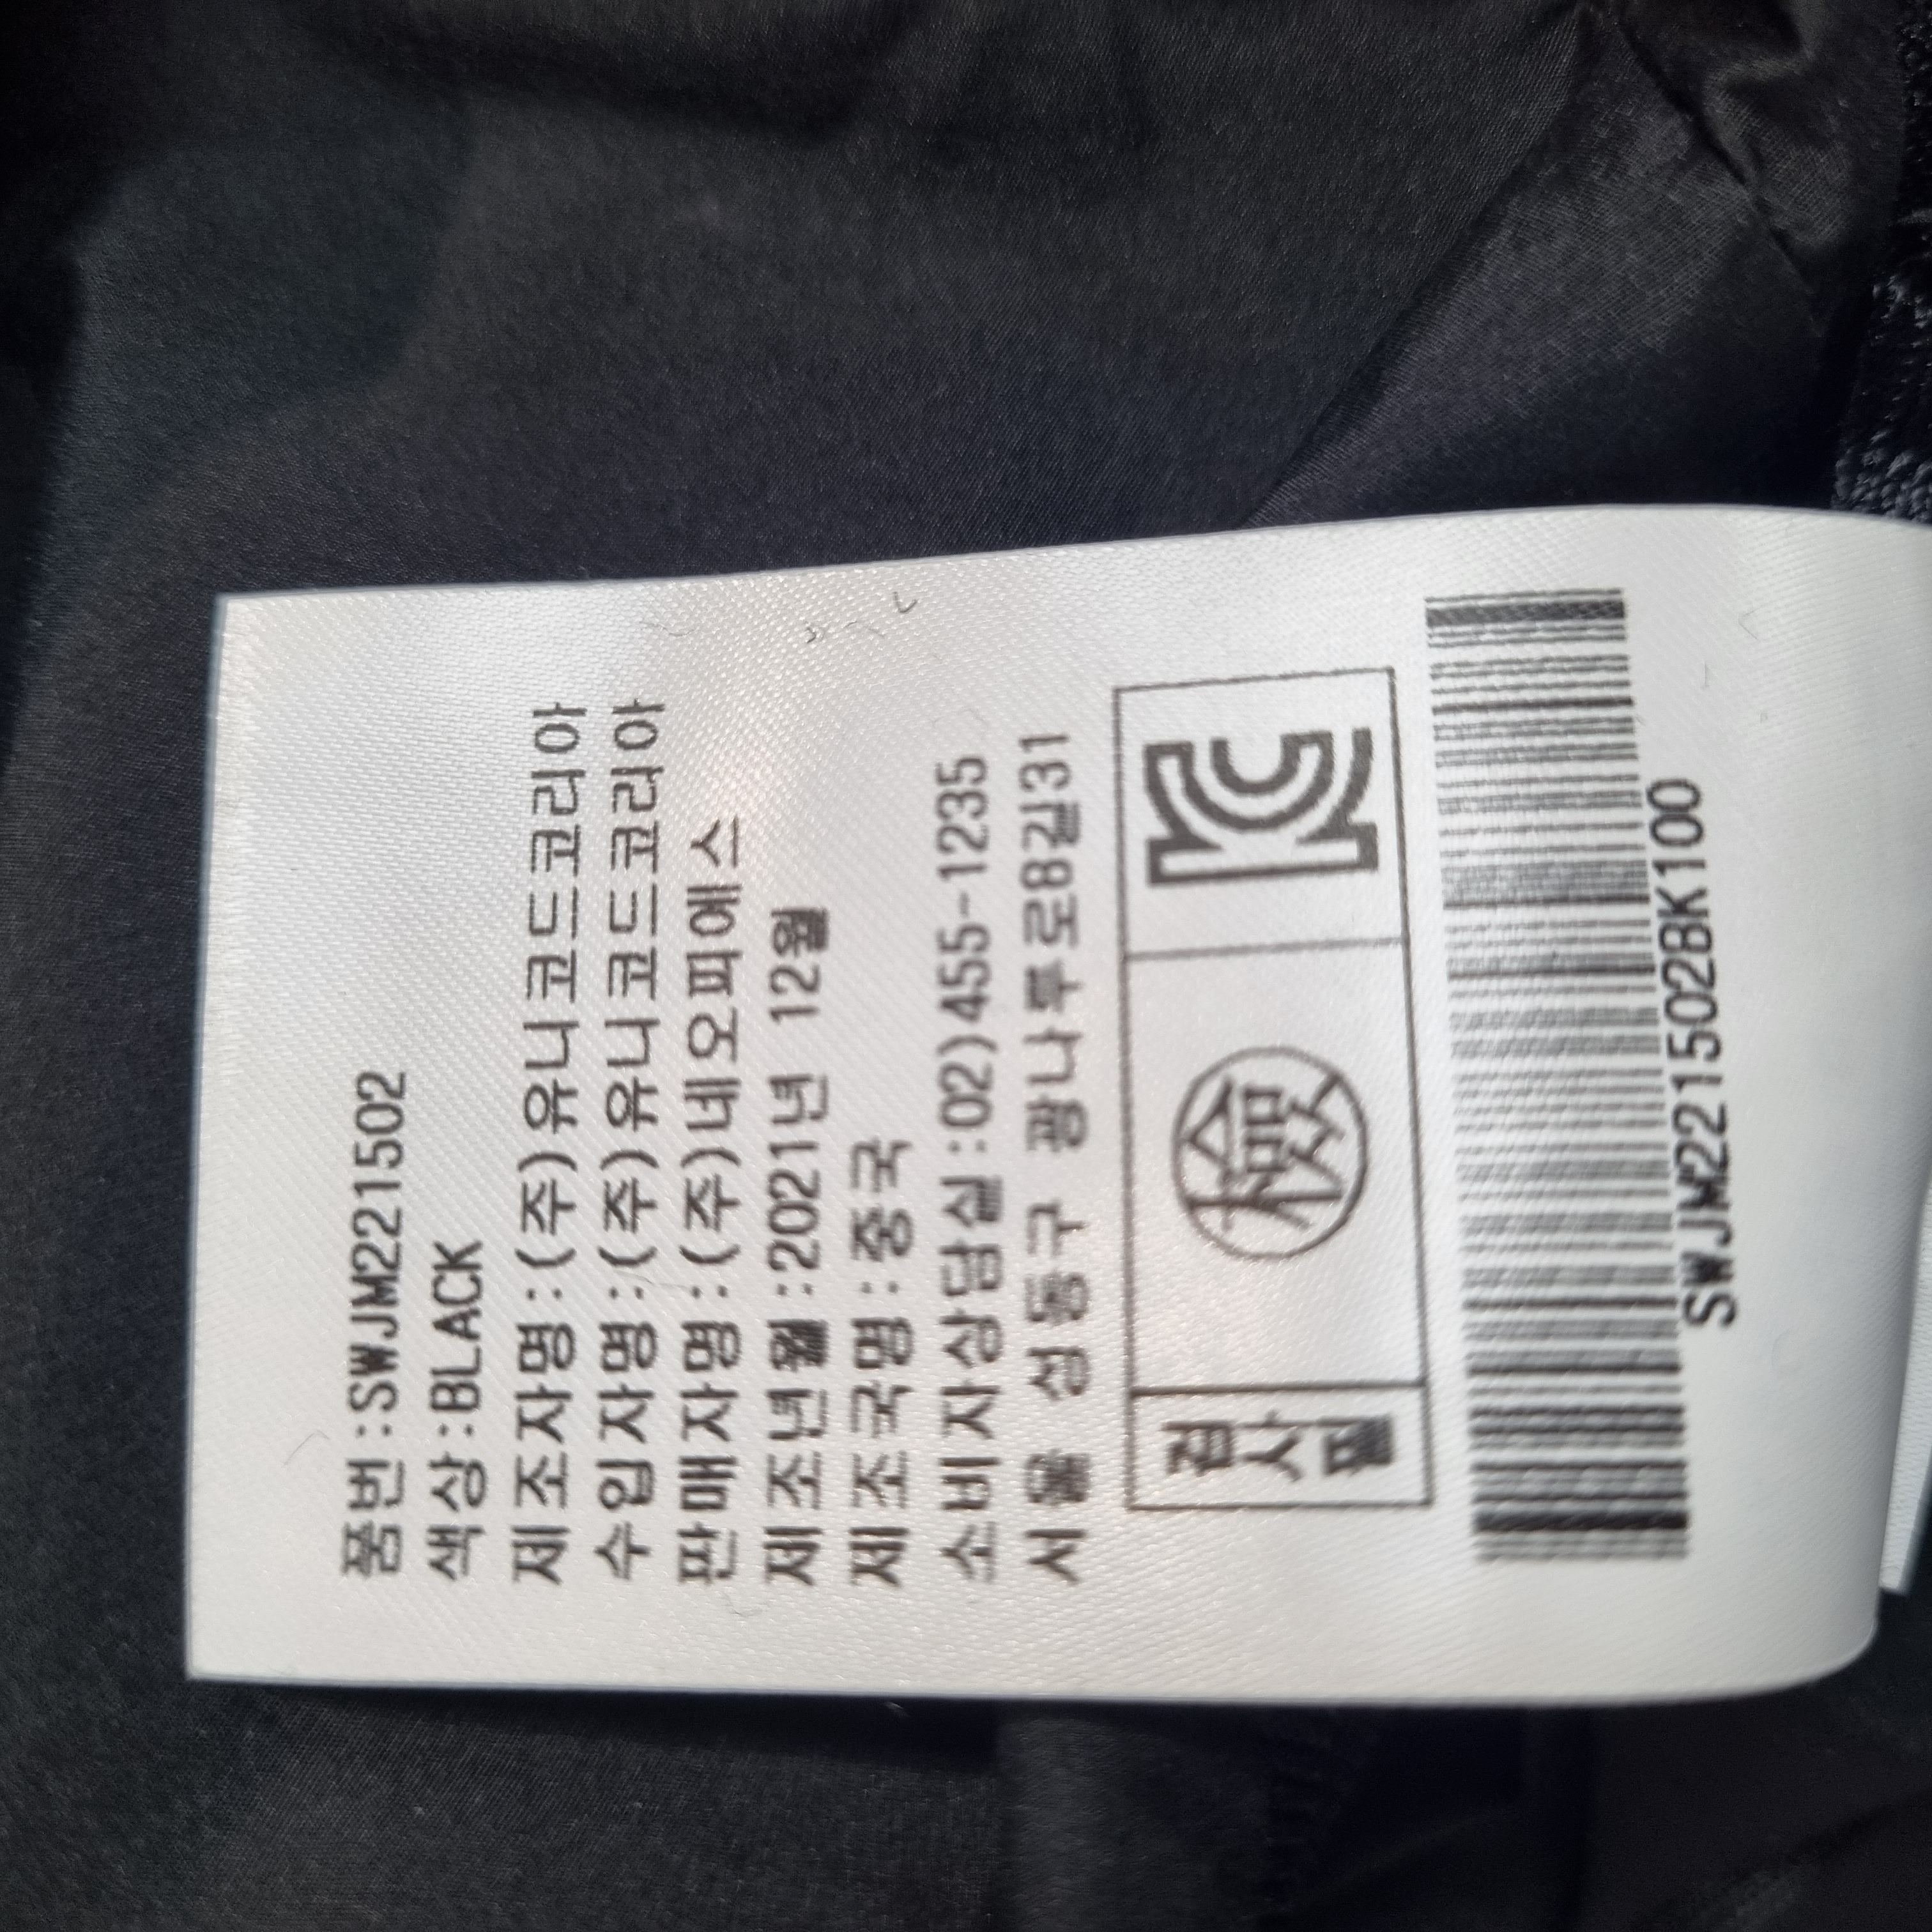 품번:SWJM221502
색상:BLACK
제조자명:(주)유니코드코리아
수입자명:(주)유니코드코리아
판매자명:(주)네오피에스
제조년월:2021년 12월
제조국명:중국
소비자상담실:02)455-1235
서울 성동구 광나루로8길31
검사필
檢
KC
SWJM221502BK100